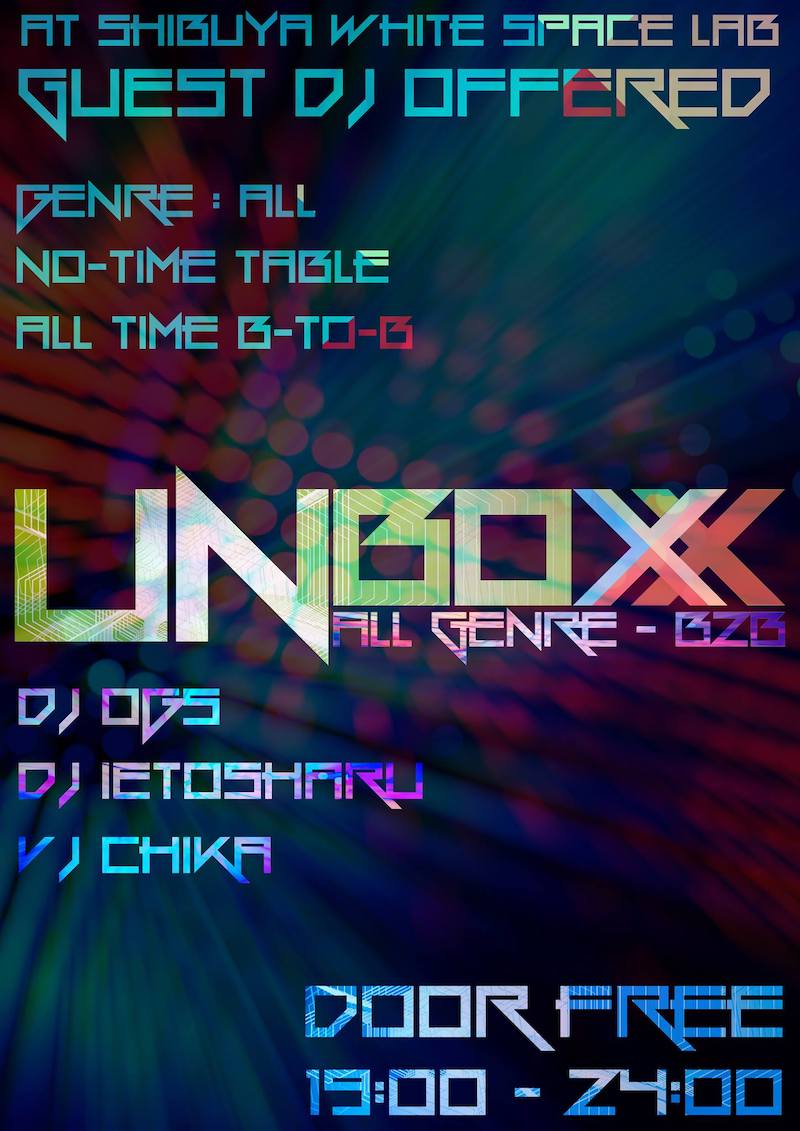 AT SHIBUYA WHITE SPACE LAB
GUEST DJ OFFERED
GENRE : ALL
NO-TIME TABLE
ALL TIME B-TO-B
UNBOXX
ALL GENRE - B2B
DJ OGS
DJ IETOSHARU
VJ CHIKA
DOOR FREE
19:00 - 24:00